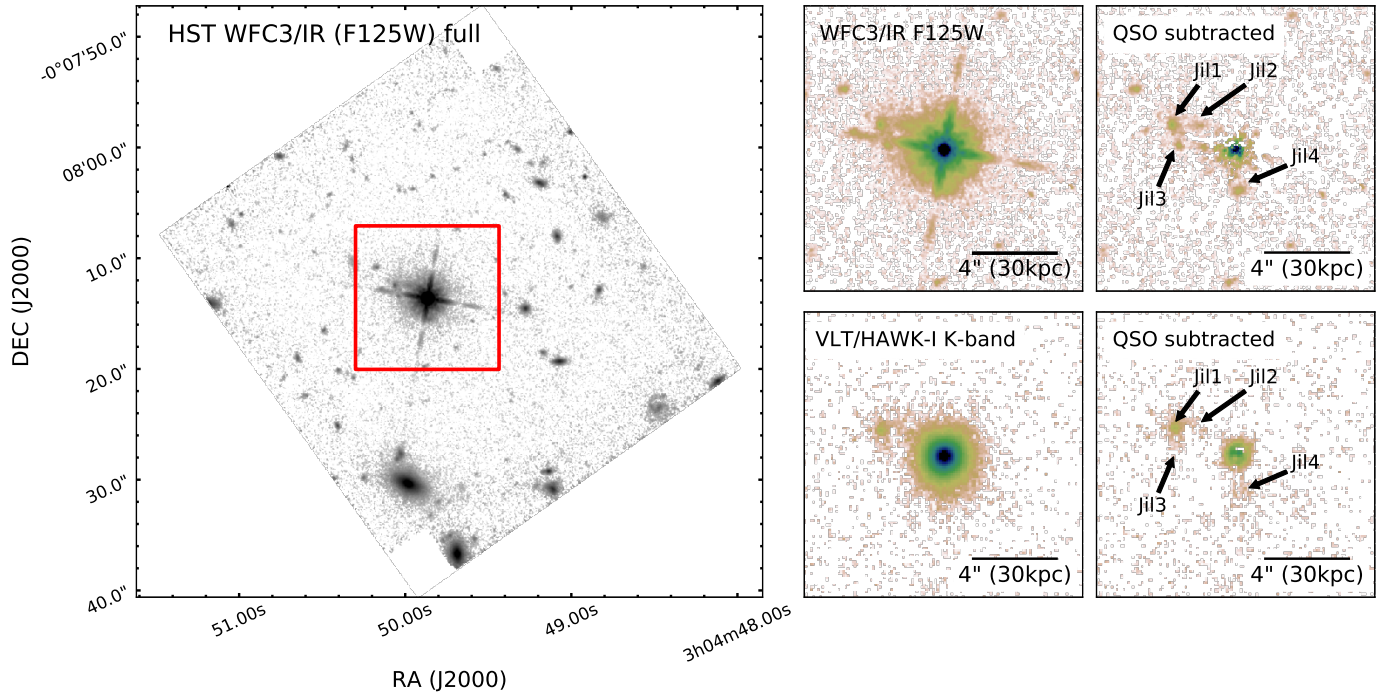 HST WFC3/IR (F125W) full
-0°07'50.0"
08'00.0"
10.0"
20.0"
30.0"
40.0"
DEC (J2000)
51.00s
50.00s
49.00s
3h04m48.00s
RA (J2000)
WFC3/IR F125W
4" (30kpc)
QSO subtracted
Jil1
Jil2
Jil3
Jil4
4" (30kpc)
VLT/HAWK-I K-band
4" (30kpc)
QSO subtracted
Jil1
Jil2
Jil3
Jil4
4" (30kpc)